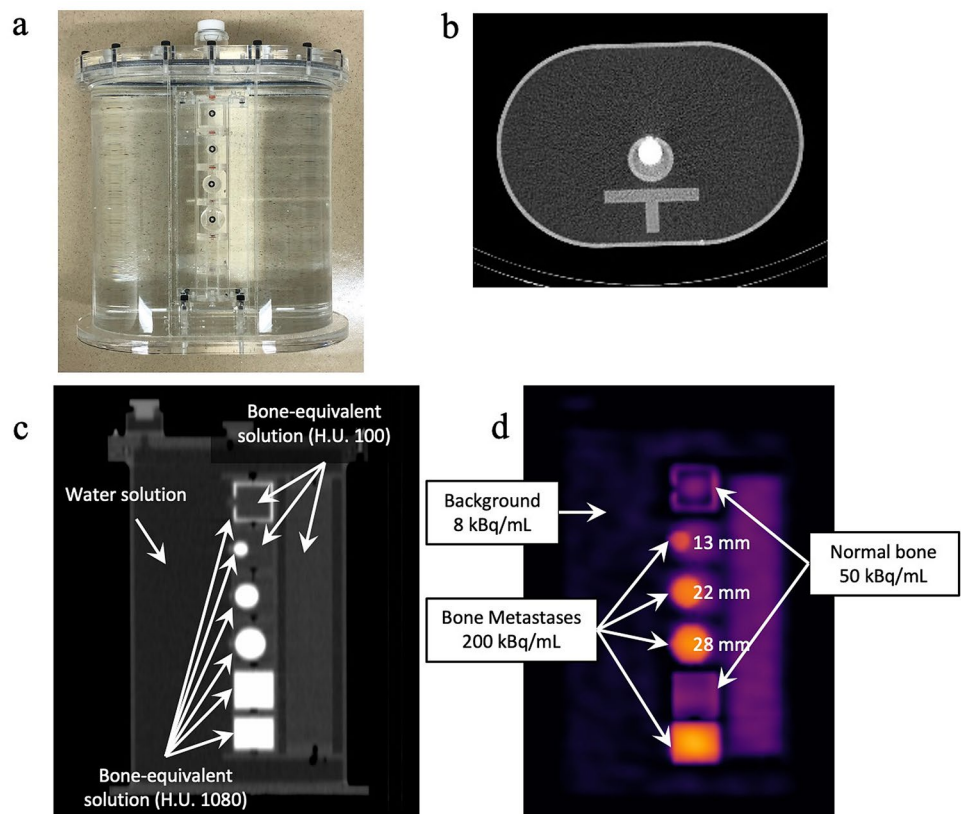 a
b
c
Bone-equivalent
solution (H.U. 100)
Water solution
Bone-equivalent
solution (H.U. 1080)
d
Background
8 kBq/mL
13 mm
22 mm
28 mm
Normal bone
50 kBq/mL
Bone Metastases
200 kBq/mL